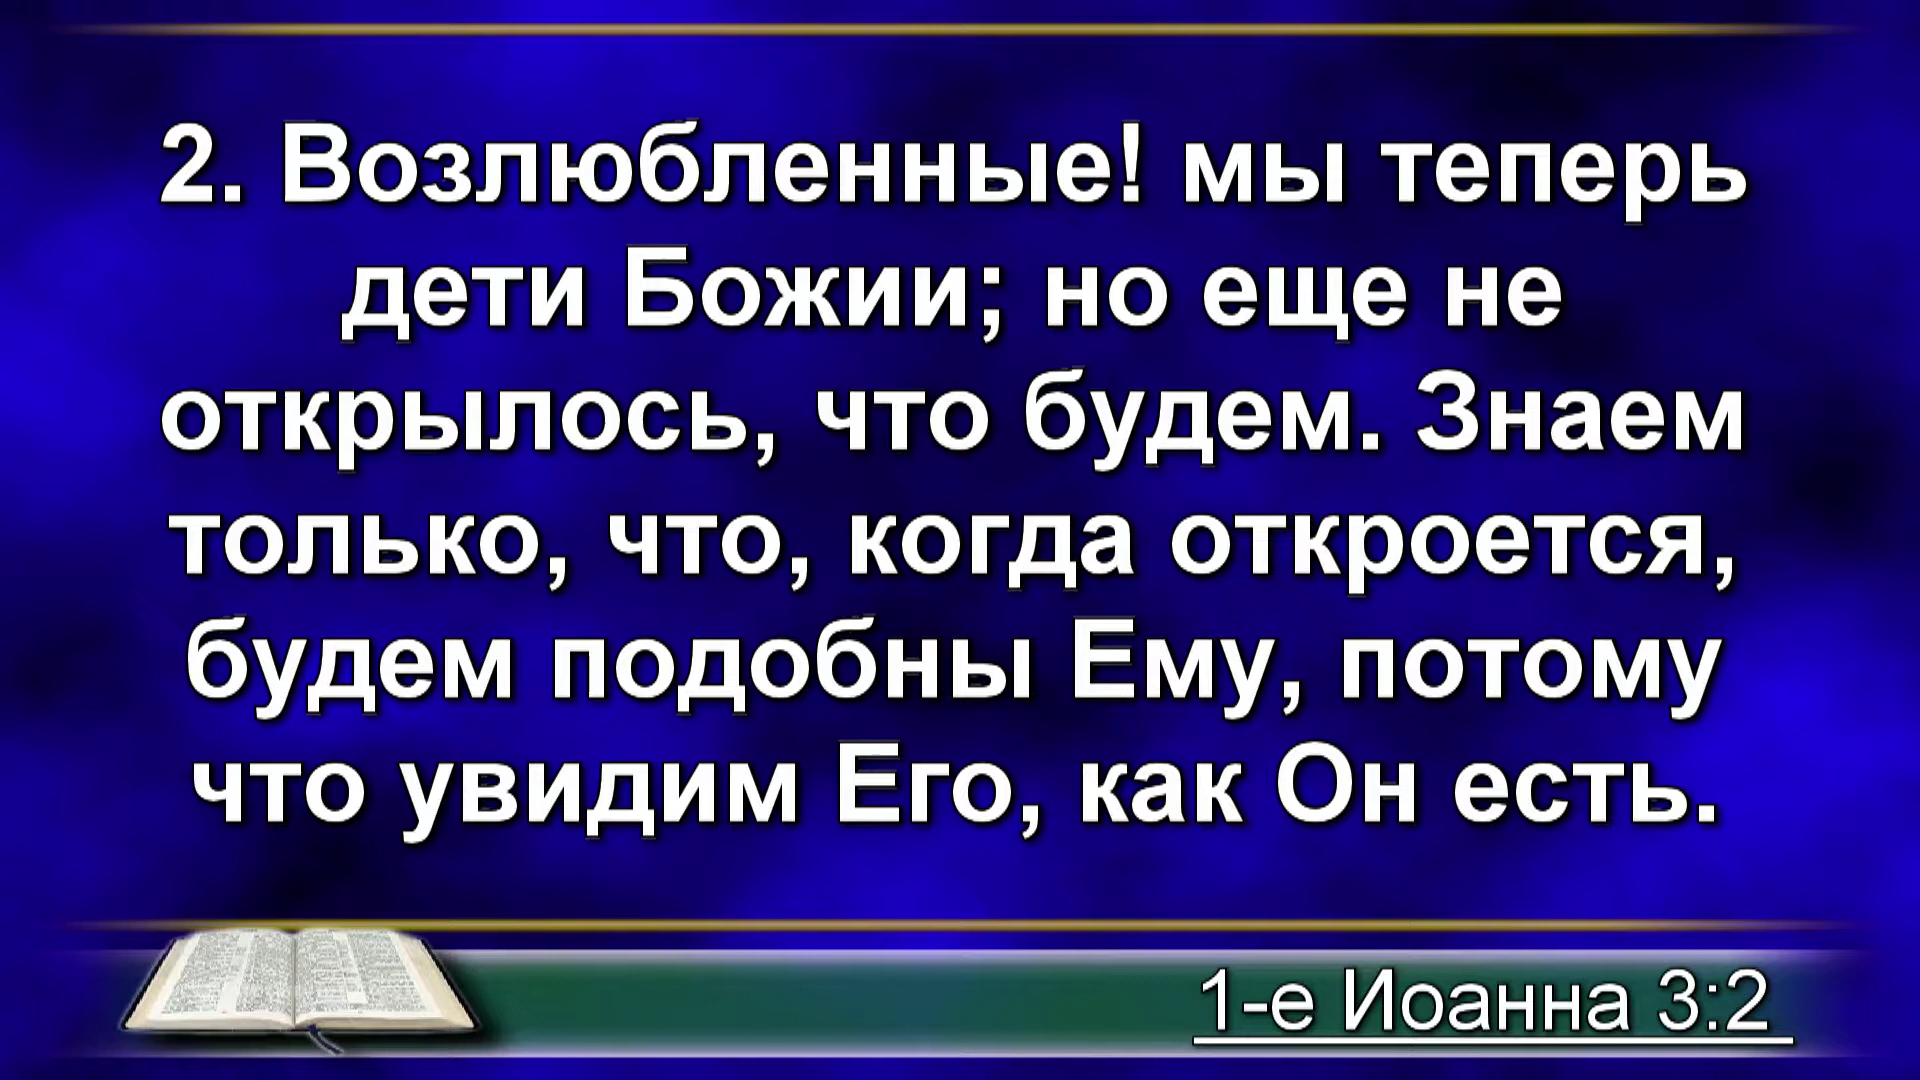 2. Возлюбленные! мы теперь
дети Божии; но еще не
открылось, что будем. Знаем
только, что, когда откроется,
будем подобны Ему, потому
что увидим Его, как Он есть.
1-е Иоанна 3:2